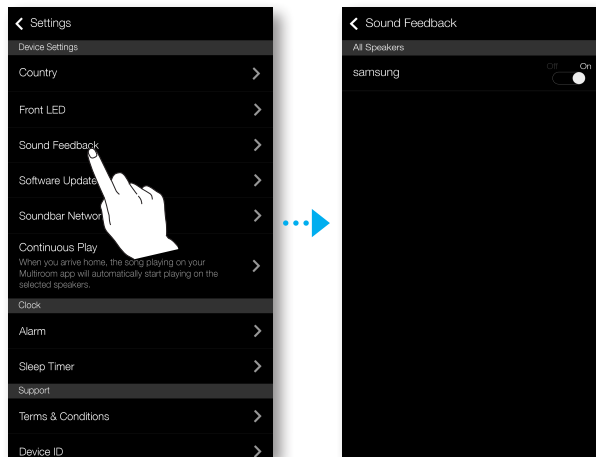 Settings
Device Settings
Country
Front LED
Sound Feedback
Software Update
Soundbar Networ
Continuous Play
When you arrive home, the song playing on your
Multiroom app will automatically start playing on the
selected speakers.
Clock
Alarm
Sleep Timer
Support
Terms & Conditions
Device ID
Sound Feedback
All Speakers
samsung
Off On